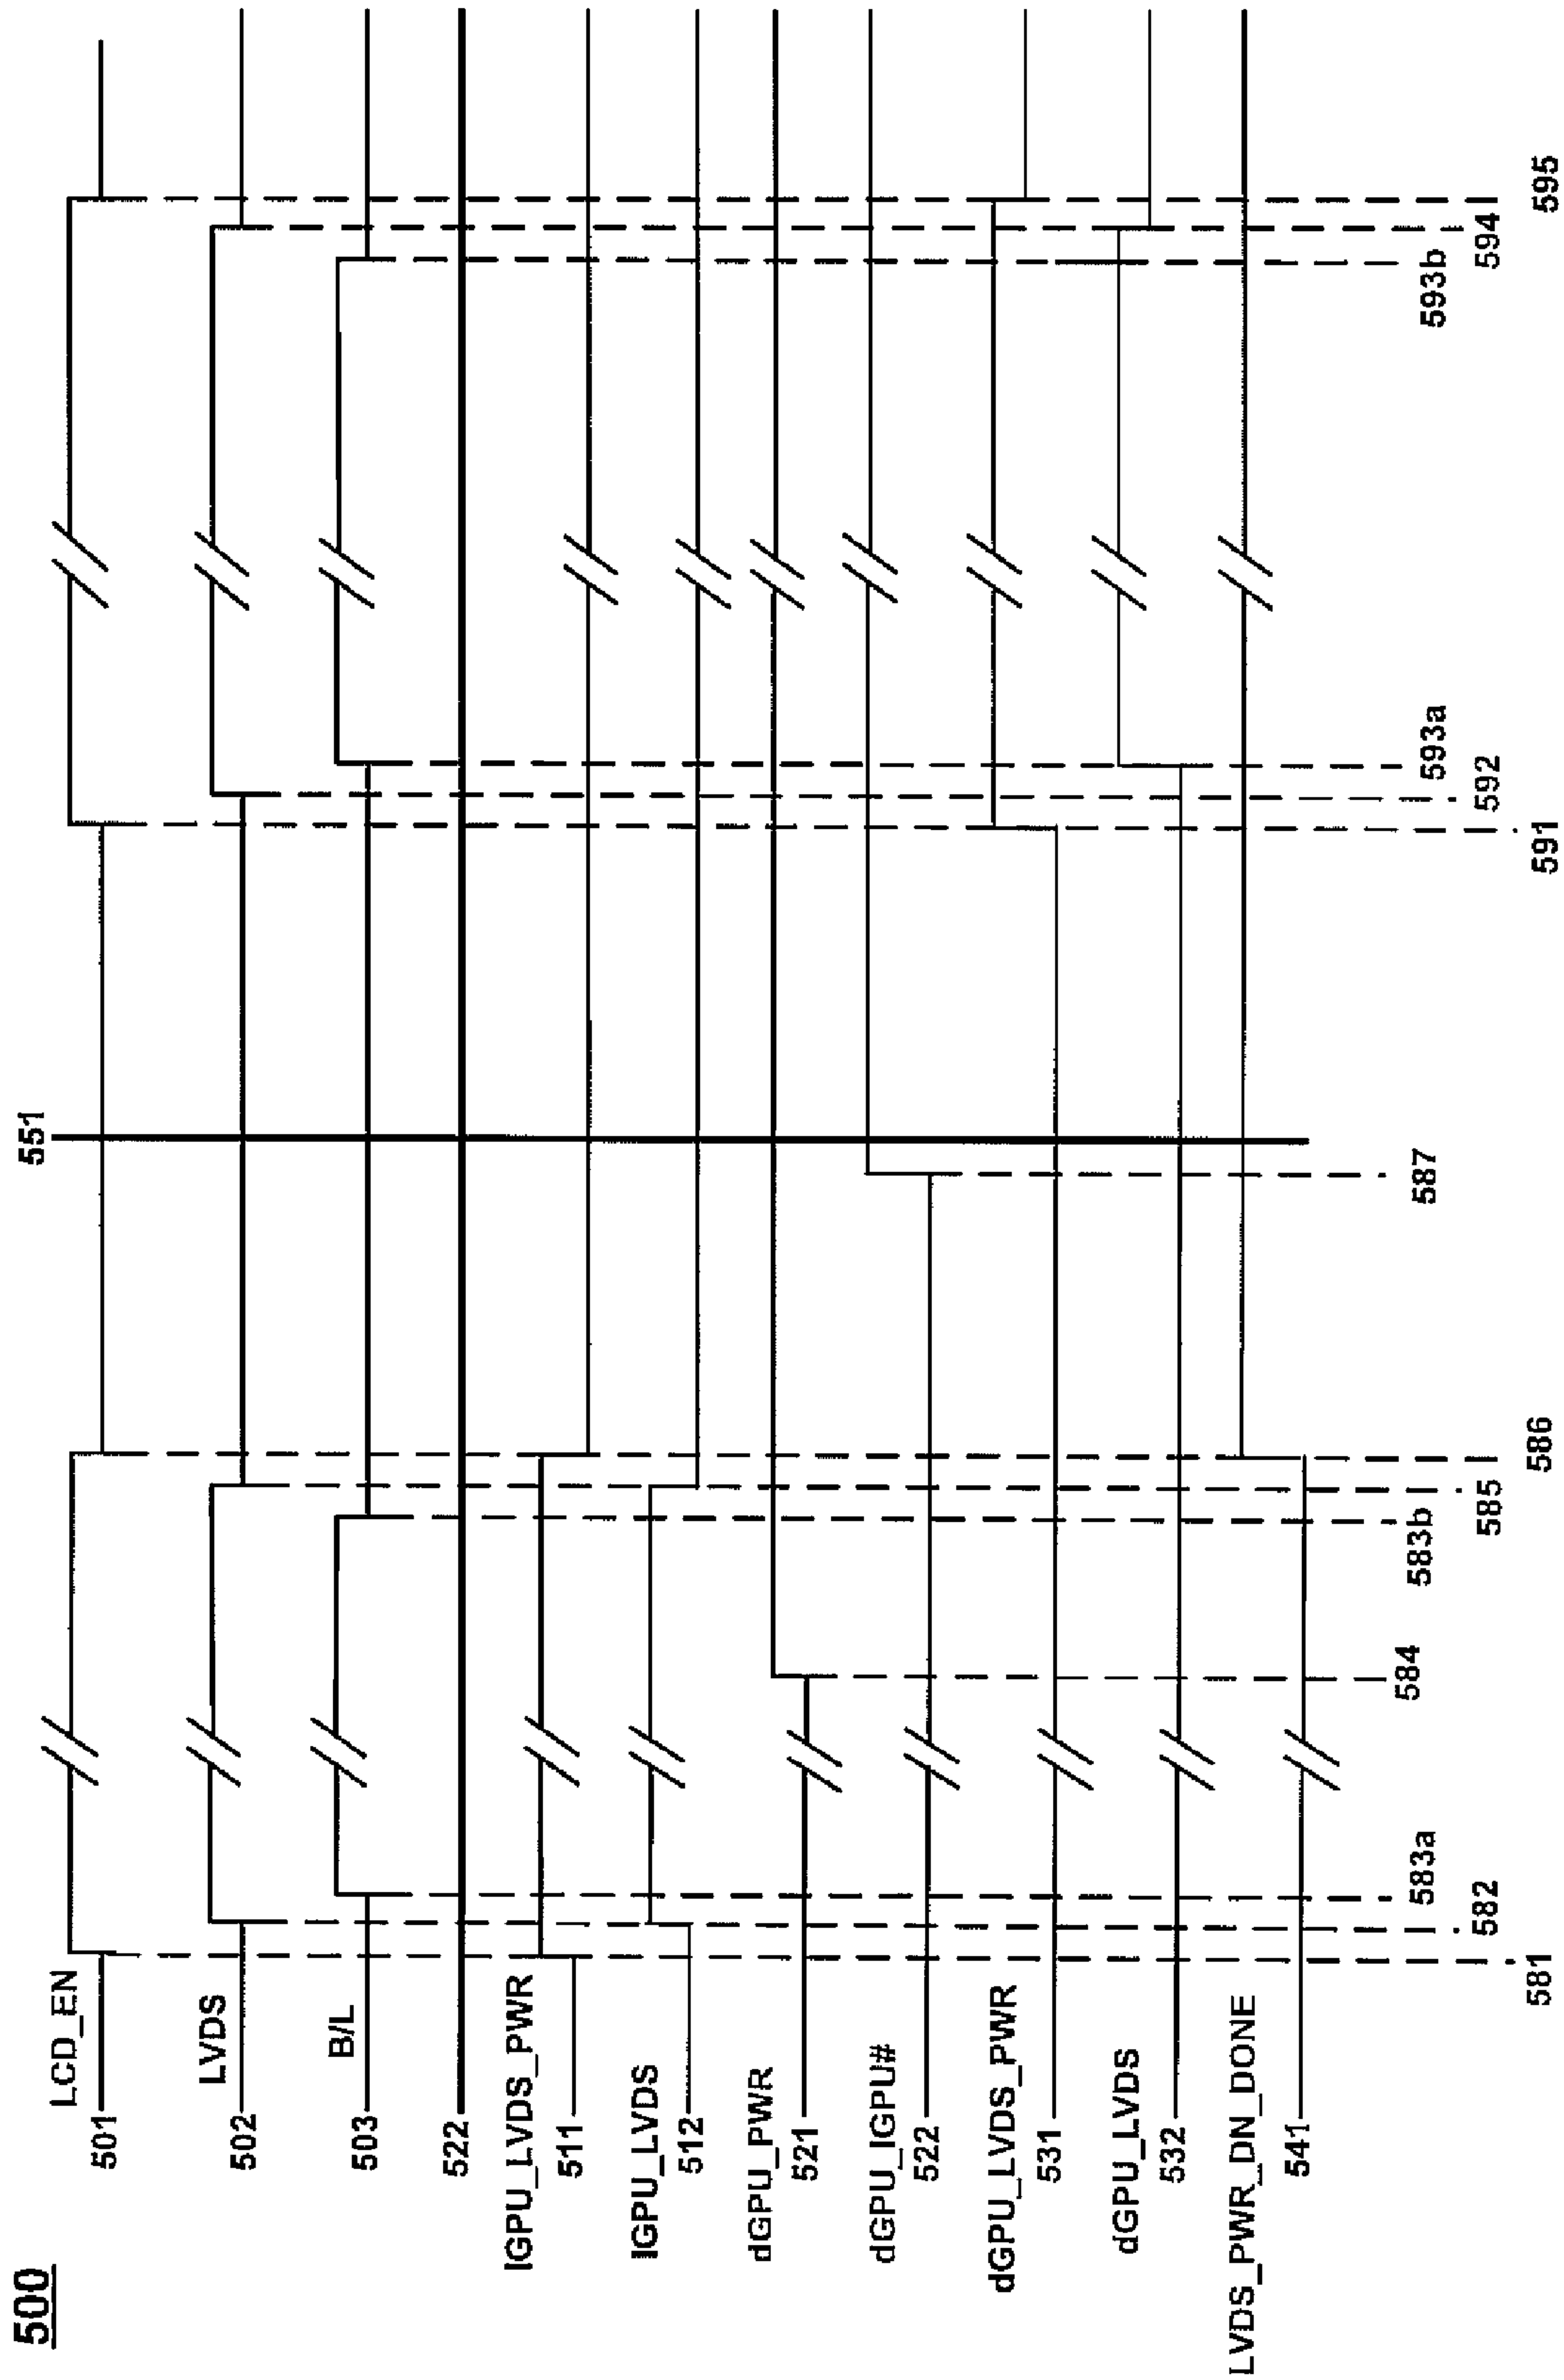 500
551
LCD_EN
501
LVDS
502
B/L
503
522
IGPU_LVDS_PWR
511
IGPU_LVDS
512
dGPU_PWR
521
dGPU_IGPU#
522
dGPU_LVDS_PWR
531
dGPU_LVDS
532
LVDS_PWR_DN_DONE
541
581
582
583a
584
583b
585
586
587
591
592
593a
593b
594
595